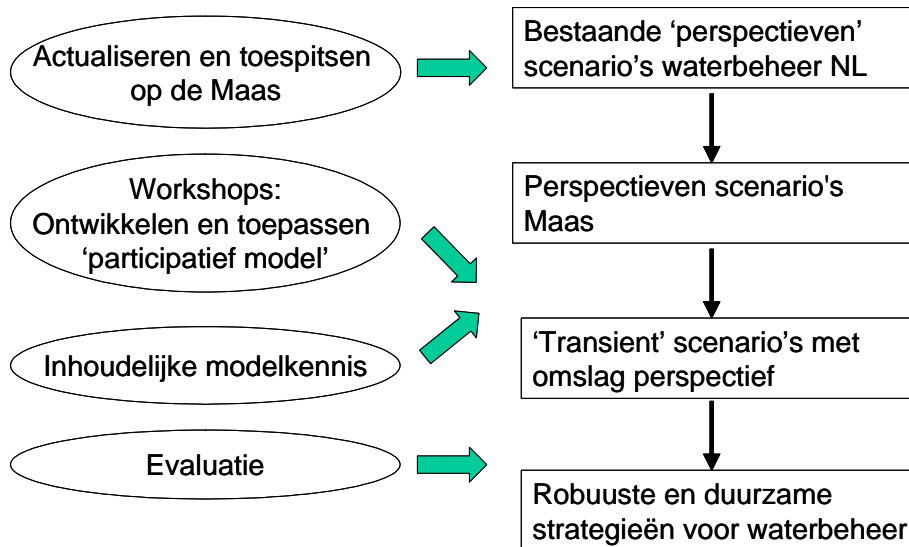 Actualiseren en toespitsen
op de Maas
Bestaande ‘perspectieven’
scenario’s waterbeheer NL
Workshops:
Ontwikkelen en toepassen
‘participatief model’
Perspectieven scenario's
Maas
Inhoudelijke modelkennis
‘Transient’ scenario’s met
omslag perspectief
Evaluatie
Robuuste en duurzame
strategieën voor waterbeheer